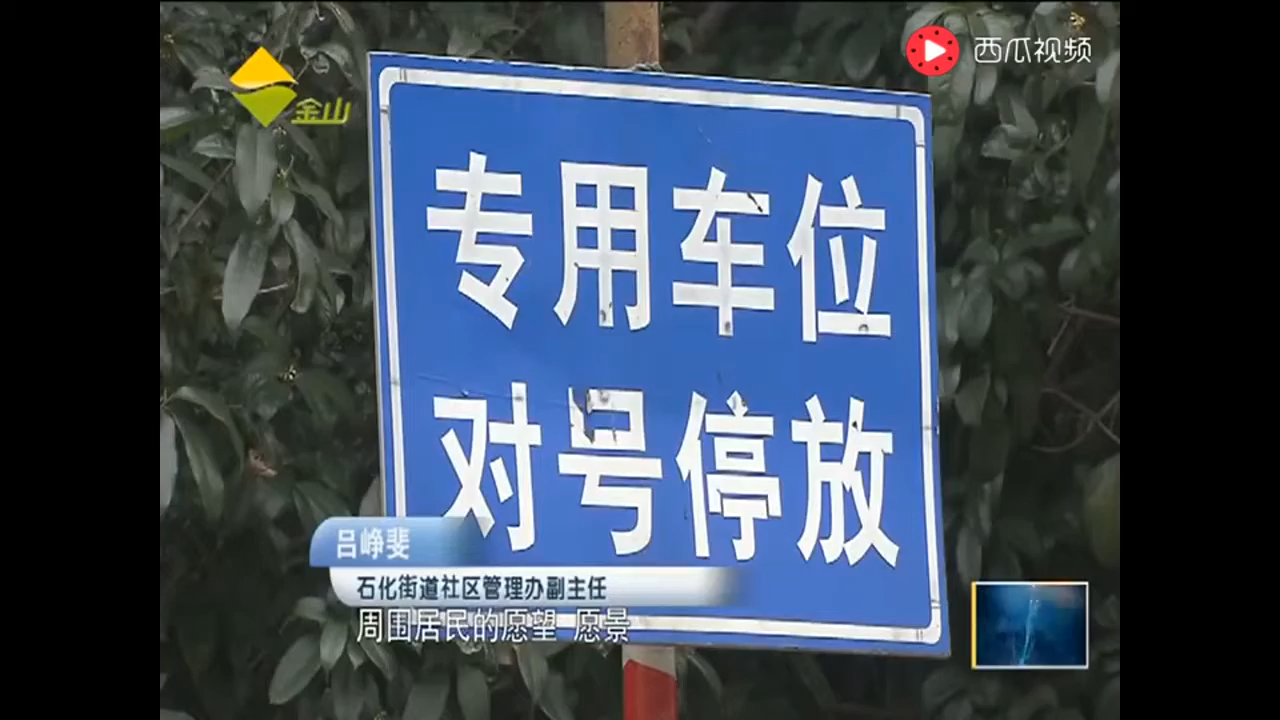 金山
西瓜视频
专用车位
对号停放
吕峥斐
石化街道社区管理办副主任
周围居民的愿望 愿景